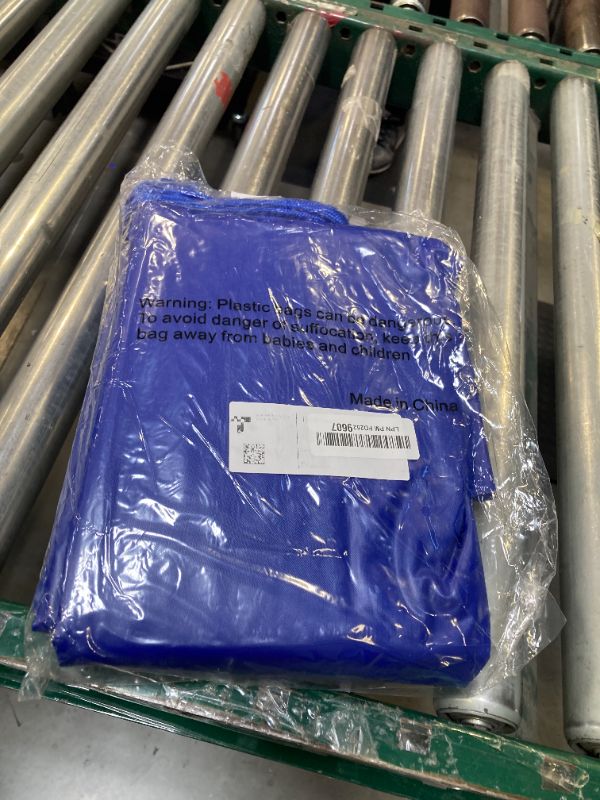 Warning: Plastic bags can be dangerous.
To avoid danger of suffocation, keep this
bag away from babies and children
Made in China